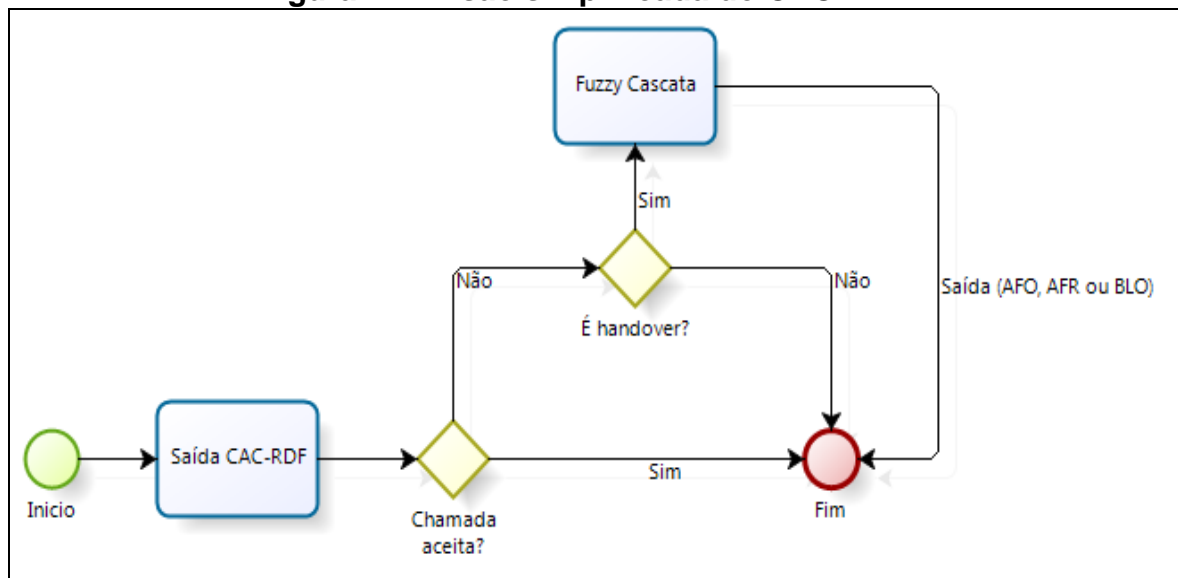 Fuzzy Cascata
Sim
Não
Não
Saída (AFO, AFR ou BLO)
É handover?
Saída CAC-RDF
Sim
Inicio
Chamada
aceita?
Fim